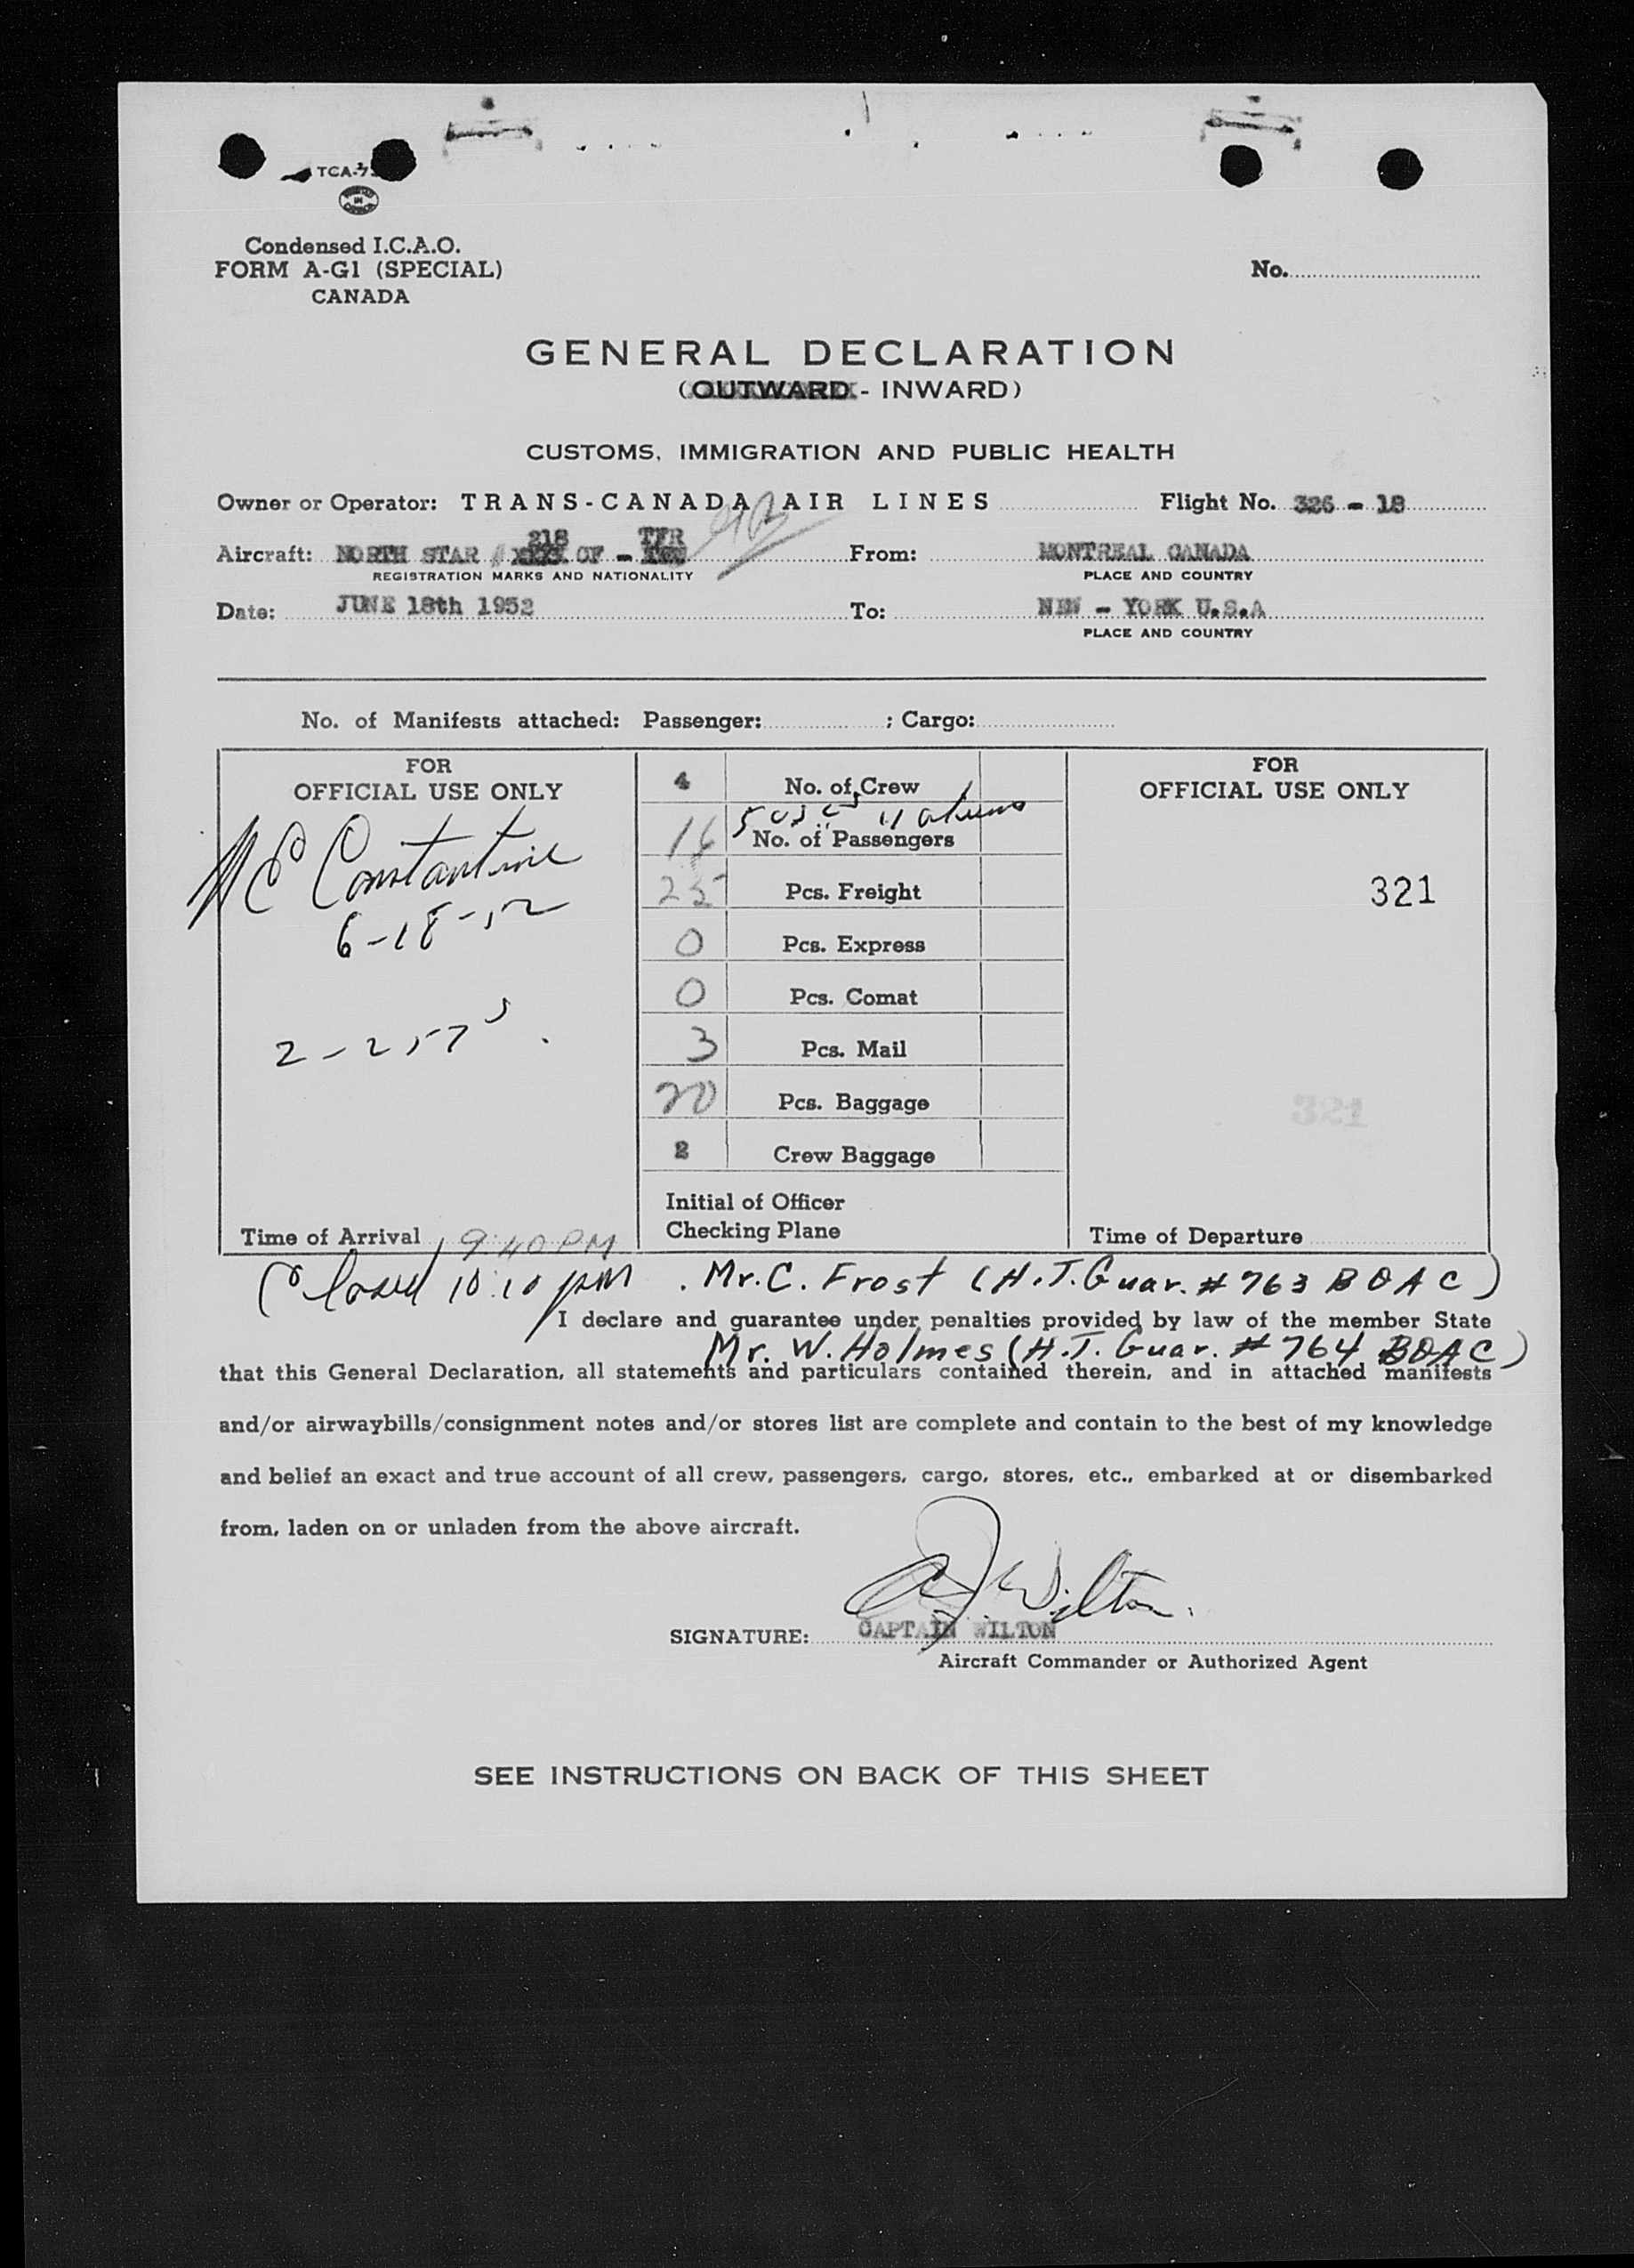 TCA-7
Condensed I.C.A.O.
FORM A-G1 (SPECIAL)
CANADA
No.
GENERAL DECLARATION
(OUTWARD - INWARD)
CUSTOMS, IMMIGRATION AND PUBLIC HEALTH
Owner or Operator: TRANS-CANADA AIR LINES Flight No. 326 - 18
218 TFR
Aircraft: NORTH STAR # XXX CF - From: MONTREAL CANADA
REGISTRATION MARKS AND NATIONALITY PLACE AND COUNTRY
Date: JUNE 18th 1952 To: NEW - YORK U.S.A
PLACE AND COUNTRY
No. of Manifests attached: Passenger: ; Cargo:
FOR
OFFICIAL USE ONLY
Constantine
6-18-52
Time of Arrival 9:40 PM
4 No. of Crew
5 USC's 11 aliens
16 No. of Passengers
25 Pcs. Freight
0 Pcs. Express
0 Pcs. Comat
3 Pcs. Mail
20 Pcs. Baggage
Crew Baggage
Initial of Officer
Checking Plane
FOR
OFFICIAL USE ONLY
321
321
Time of Departure
Closed 10:10 pm . Mr. C. Frost (H.T. Guar. # 763 BOAC)
I declare and guarantee under penalties provided by law of the member State
Mr. W. Holmes (H.T. Guar. # 764 BOAC)
that this General Declaration, all statements and particulars contained therein, and in attached manifests
and/or airwaybills/consignment notes and/or stores list are complete and contain to the best of my knowledge
and belief an exact and true account of all crew, passengers, cargo, stores, etc., embarked at or disembarked
from, laden on or unladen from the above aircraft.
Wilton
SIGNATURE: CAPTAIN WILTON
Aircraft Commander or Authorized Agent
SEE INSTRUCTIONS ON BACK OF THIS SHEET